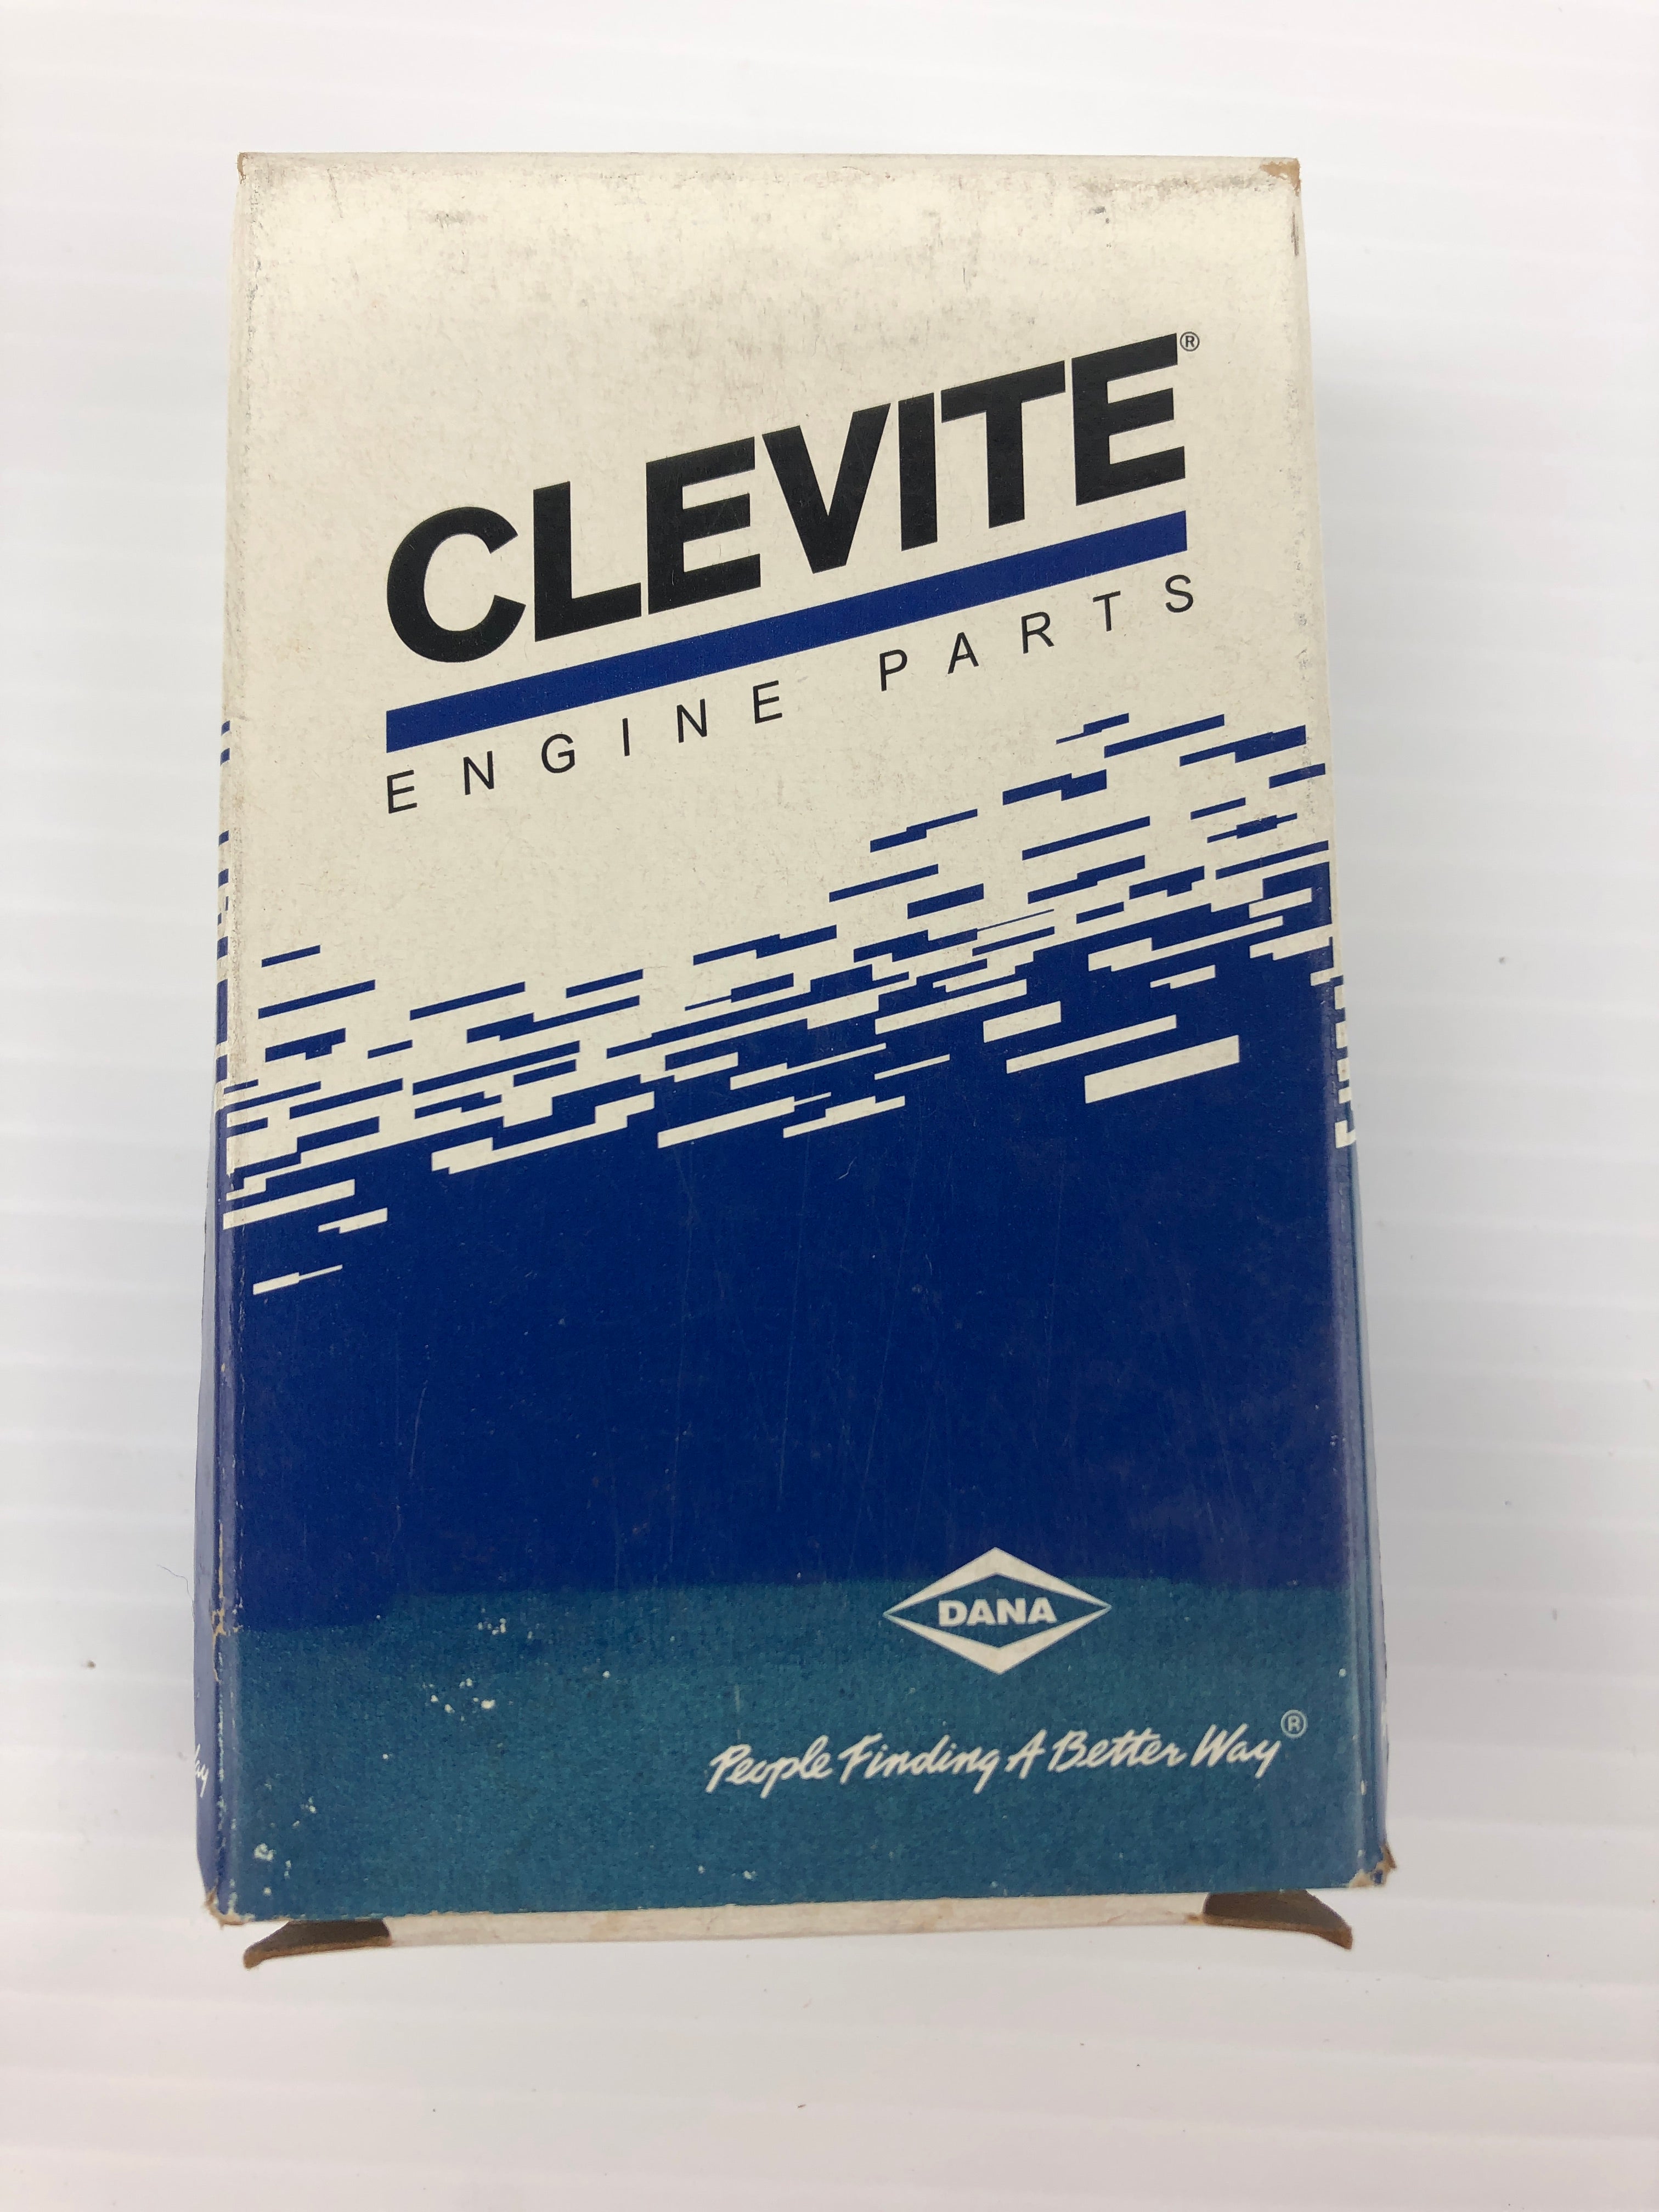 CLEVITE®
ENGINE PARTS
DANA
People Finding A Better Way®